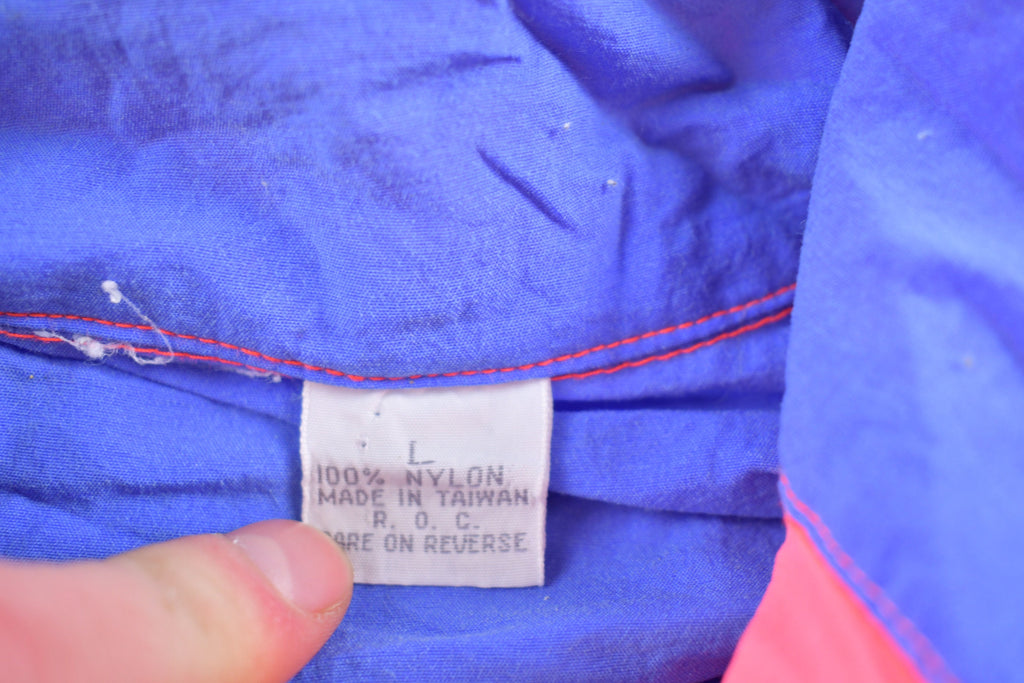 L
100% NYLON
MADE IN TAIWAN
R. O. C.
CARE ON REVERSE